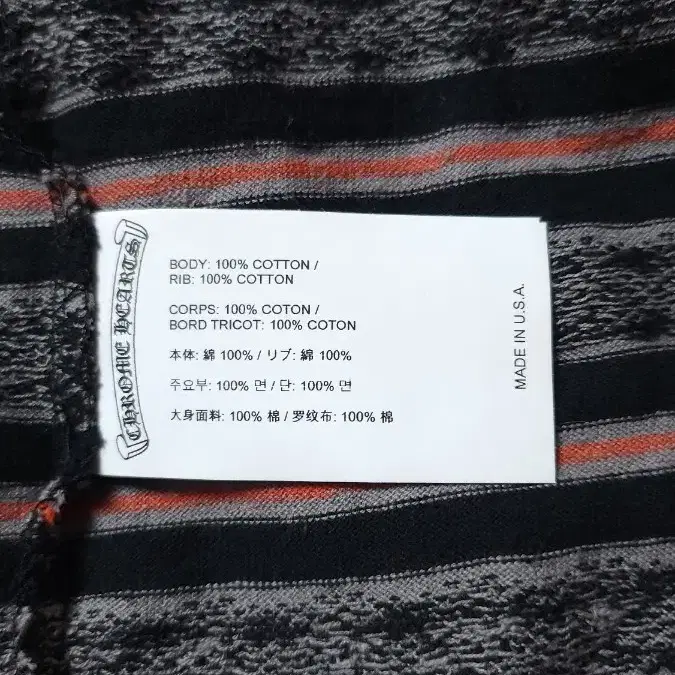 CHROME HEARTS
BODY: 100% COTTON /
RIB: 100% COTTON
CORPS: 100% COTON /
BORD TRICOT: 100% COTON
本体: 綿 100% / リブ: 綿 100%
주요부: 100% 면 / 단: 100% 면
大身面料: 100% 棉 / 罗纹布: 100% 棉
MADE IN U.S.A.